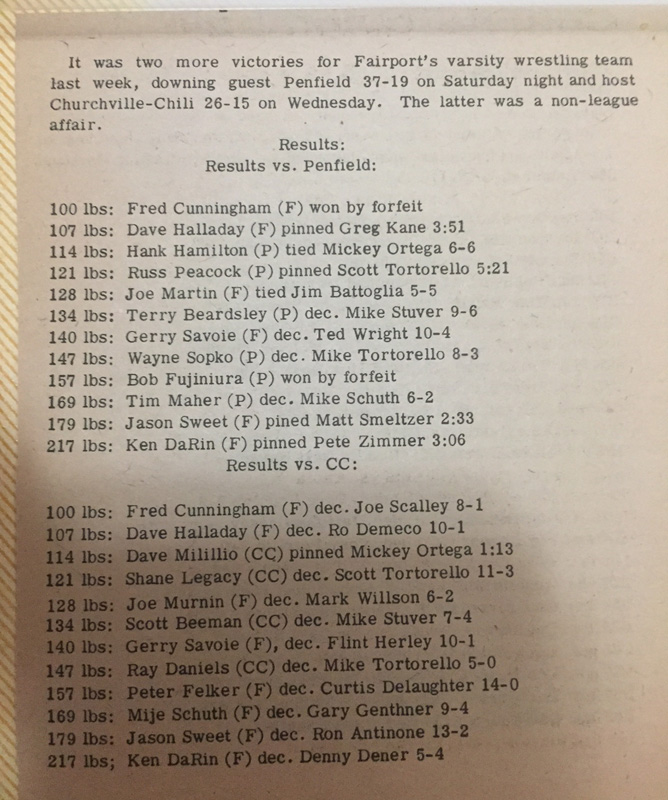 It was two more victories for Fairport's varsity wrestling team
last week, downing guest Penfield 37-19 on Saturday night and host
Churchville-Chili 26-15 on Wednesday. The latter was a non-league
affair.
Results:
Results vs. Penfield:
100 lbs: Fred Cunningham (F) won by forfeit
107 lbs: Dave Halladay (F) pinned Greg Kane 3:51
114 lbs: Hank Hamilton (P) tied Mickey Ortega 6-6
121 lbs: Russ Peacock (P) pinned Scott Tortorello 5:21
128 lbs: Joe Martin (F) tied Jim Battoglia 5-5
134 lbs: Terry Beardsley (P) dec. Mike Stuver 9-6
140 lbs: Gerry Savoie (F) dec. Ted Wright 10-4
147 lbs: Wayne Sopko (P) dec. Mike Tortorello 8-3
157 lbs: Bob Fujiniura (P) won by forfeit
169 lbs: Tim Maher (P) dec. Mike Schuth 6-2
179 lbs: Jason Sweet (F) pined Matt Smeltzer 2:33
217 lbs: Ken DaRin (F) pinned Pete Zimmer 3:06
Results vs. CC:
100 lbs: Fred Cunningham (F) dec. Joe Scalley 8-1
107 lbs: Dave Halladay (F) dec. Ro Demeco 10-1
114 lbs: Dave Milillio (CC) pinned Mickey Ortega 1:13
121 lbs: Shane Legacy (CC) dec. Scott Tortorello 11-3
128 lbs: Joe Murnin (F) dec. Mark Willson 6-2
134 lbs: Scott Beeman (CC) dec. Mike Stuver 7-4
140 lbs: Gerry Savoie (F), dec. Flint Herley 10-1
147 lbs: Ray Daniels (CC) dec. Mike Tortorello 5-0
157 lbs: Peter Felker (F) dec. Curtis Delaughter 14-0
169 lbs: Mije Schuth (F) dec. Gary Genthner 9-4
179 lbs: Jason Sweet (F) dec. Ron Antinone 13-2
217 lbs; Ken DaRin (F) dec. Denny Dener 5-4